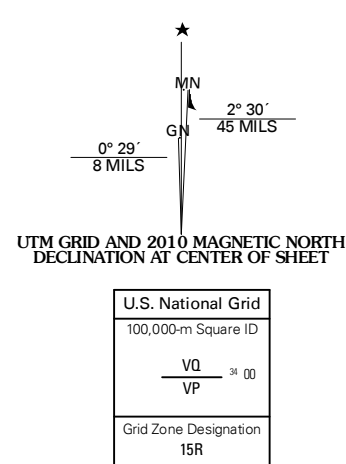 ★
MN
GN
2° 30´
45 MILS
0° 29´
8 MILS
UTM GRID AND 2010 MAGNETIC NORTH
DECLINATION AT CENTER OF SHEET
U.S. National Grid
100,000-m Square ID
VQ
34 00
VP
Grid Zone Designation
15R